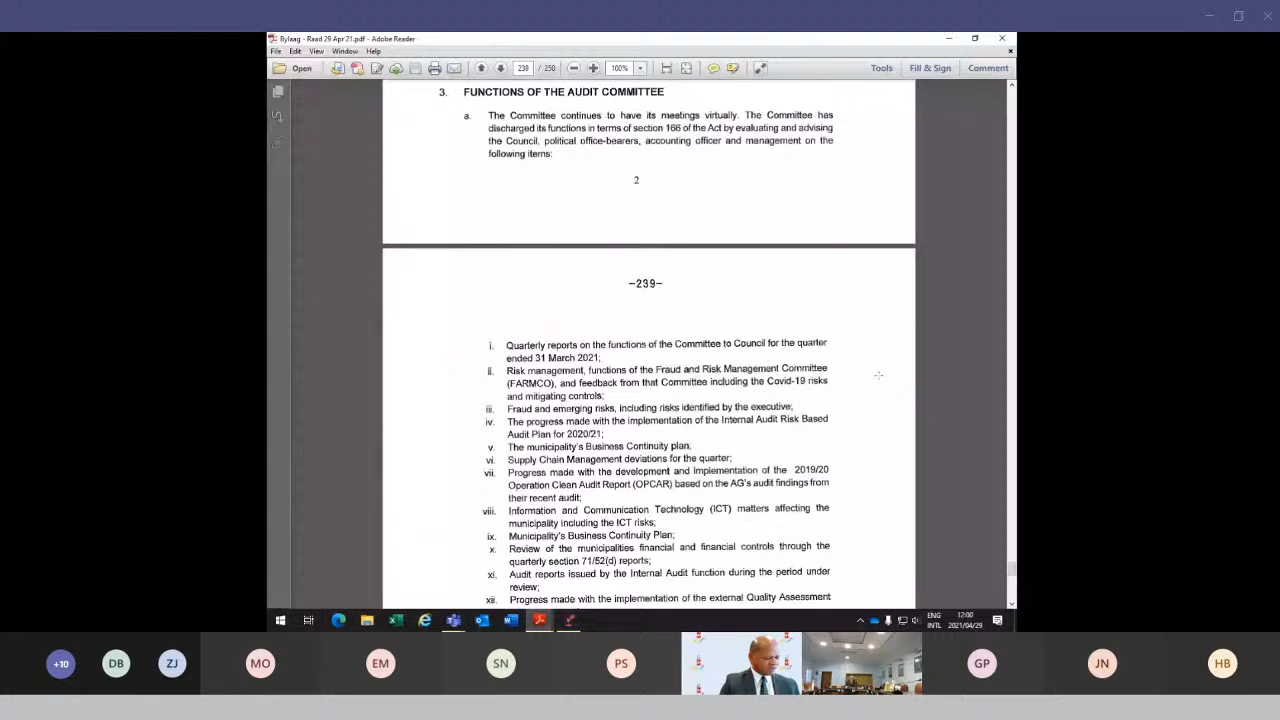 Bylaag - Raad 29 Apr 21.pdf - Adobe Reader
File Edit View Window Help
Open 239 / 250 100% Tools Fill & Sign Comment
3. FUNCTIONS OF THE AUDIT COMMITTEE
a. The Committee continues to have its meetings virtually. The Committee has
discharged its functions in terms of section 166 of the Act by evaluating and advising
the Council, political office-bearers, accounting officer and management on the
following items:
2
-239-
i. Quarterly reports on the functions of the Committee to Council for the quarter
ended 31 March 2021;
ii. Risk management, functions of the Fraud and Risk Management Committee
(FARMCO), and feedback from that Committee including the Covid-19 risks
and mitigating controls;
iii. Fraud and emerging risks, including risks identified by the executive;
iv. The progress made with the implementation of the Internal Audit Risk Based
Audit Plan for 2020/21;
v. The municipality's Business Continuity plan;
vi. Supply Chain Management deviations for the quarter;
vii. Progress made with the development and implementation of the 2019/20
Operation Clean Audit Report (OPCAR) based on the AG's audit findings from
their recent audit;
viii. Information and Communication Technology (ICT) matters affecting the
municipality including the ICT risks;
ix. Municipality's Business Continuity Plan;
x. Review of the municipalities financial and financial controls through the
quarterly section 71/52(d) reports;
xi. Audit reports issued by the Internal Audit function during the period under
review;
xii. Progress made with the implementation of the external Quality Assessment
ENG 12:00
INTL 2021/04/29
+10 DB ZJ MO EM SN PS GP JN HB